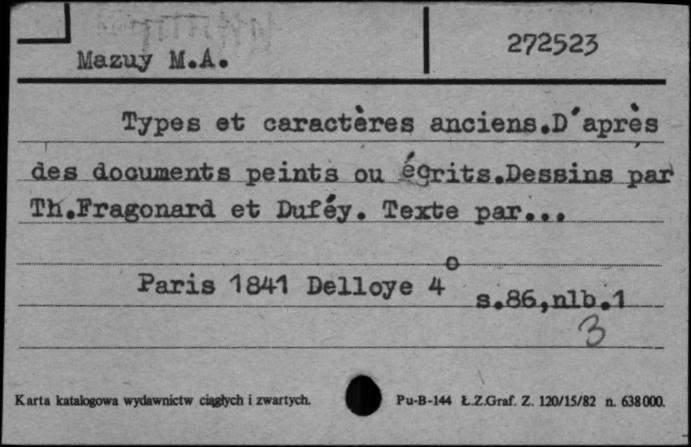 Mazuy M.A.
272523
Types et caractères anciens.D'après
des documents peints ou écrits.Dessins par
Th.Fragonard et Duféy. Texte par...
Paris 1841 Delloye 4o
s.86,nlb.1
3
Karta katalogowa wydawnictw ciągłych i zwartych.
Pu-B-144 Ł.Z.Graf. Z. 120/15/82 n. 638000.